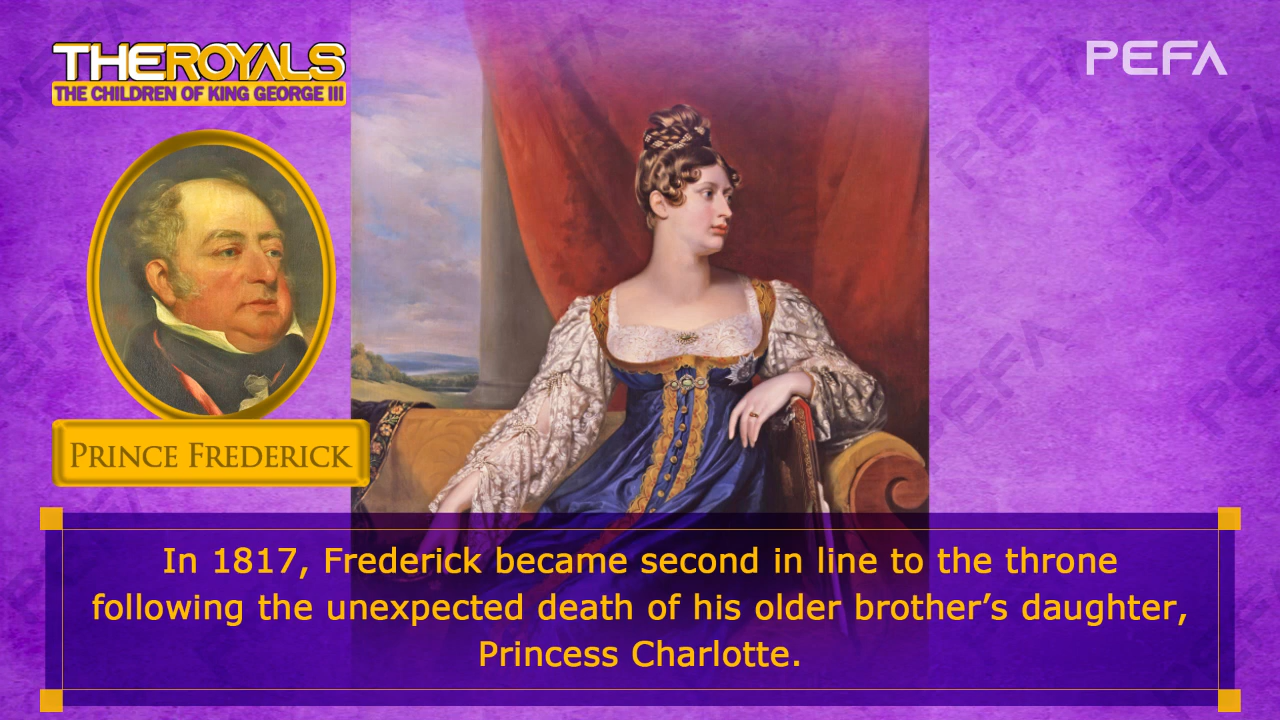 THEROYALS
THE CHILDREN OF KING GEORGE III
PEFA
PRINCE FREDERICK
In 1817, Frederick became second in line to the throne
following the unexpected death of his older brother’s daughter,
Princess Charlotte.